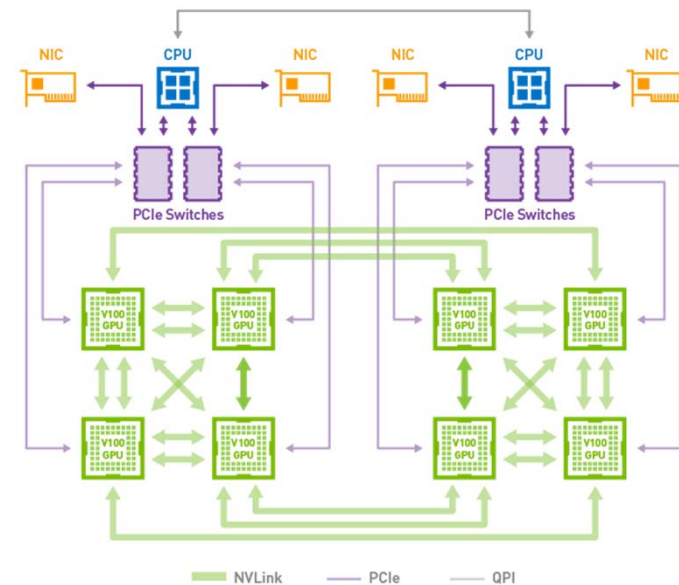 NIC CPU NIC NIC CPU NIC
PCIe Switches PCIe Switches
V100 V100 V100 V100
GPU GPU GPU GPU
V100 V100 V100 V100
GPU GPU GPU GPU
NVLink PCIe QPI